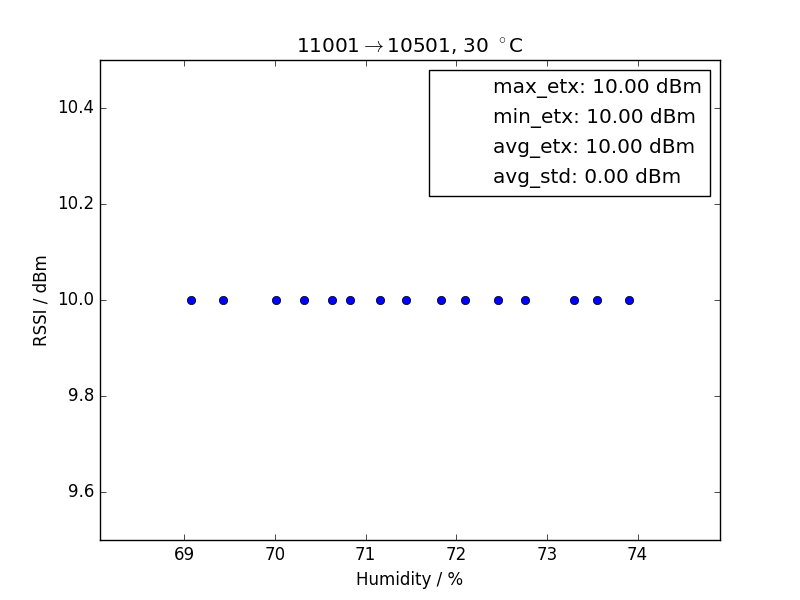 11001→10501, 30 °C
max_etx: 10.00 dBm
min_etx: 10.00 dBm
avg_etx: 10.00 dBm
avg_std: 0.00 dBm
10.4
10.2
10.0
9.8
9.6
RSSI / dBm
69 70 71 72 73 74
Humidity / %